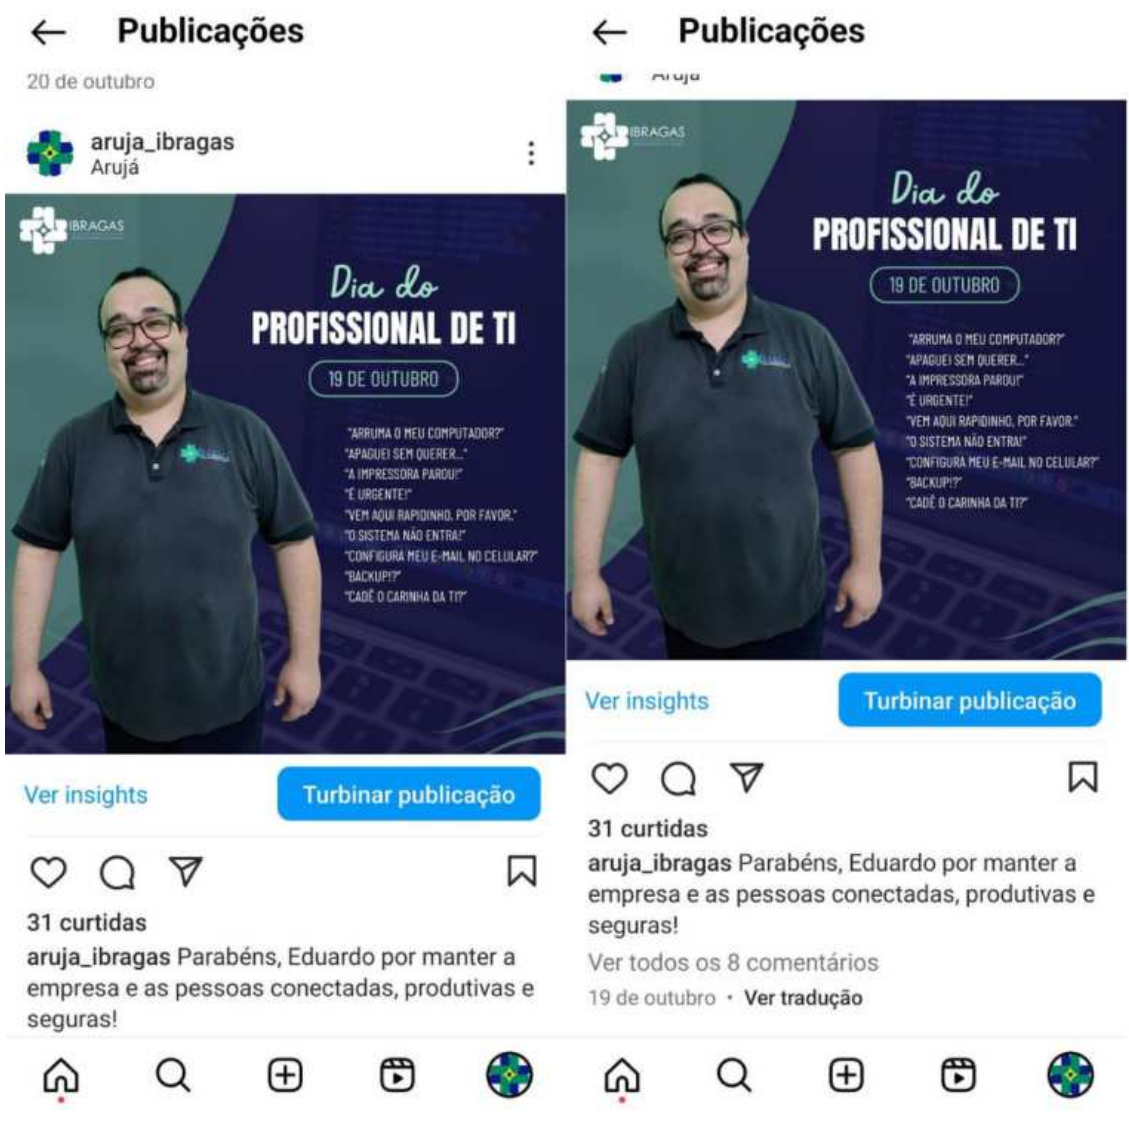 Publicações
20 de outubro
aruja_ibragas
Arujá
IBRAGAS
Dia do
PROFISSIONAL DE TI
19 DE OUTUBRO
"ARRUMA O MEU COMPUTADOR?"
"APAGUEI SEM QUERER..."
"A IMPRESSORA PAROU!"
"É URGENTE!"
"VEM AQUI RAPIDINHO, POR FAVOR."
"O SISTEMA NÃO ENTRA!"
"CONFIGURA MEU E-MAIL NO CELULAR?"
"BACKUP!?"
"CADÊ O CARINHA DA TI?"
Ver insights
Turbinar publicação
31 curtidas
aruja_ibragas Parabéns, Eduardo por manter a
empresa e as pessoas conectadas, produtivas e
seguras!
Publicações
Arujá
IBRAGAS
Dia do
PROFISSIONAL DE TI
19 DE OUTUBRO
"ARRUMA O MEU COMPUTADOR?"
"APAGUEI SEM QUERER..."
"A IMPRESSORA PAROU!"
"É URGENTE!"
"VEM AQUI RAPIDINHO, POR FAVOR."
"O SISTEMA NÃO ENTRA!"
"CONFIGURA MEU E-MAIL NO CELULAR?"
"BACKUP!?"
"CADÊ O CARINHA DA TI?"
Ver insights
Turbinar publicação
31 curtidas
aruja_ibragas Parabéns, Eduardo por manter a
empresa e as pessoas conectadas, produtivas e
seguras!
Ver todos os 8 comentários
19 de outubro • Ver tradução